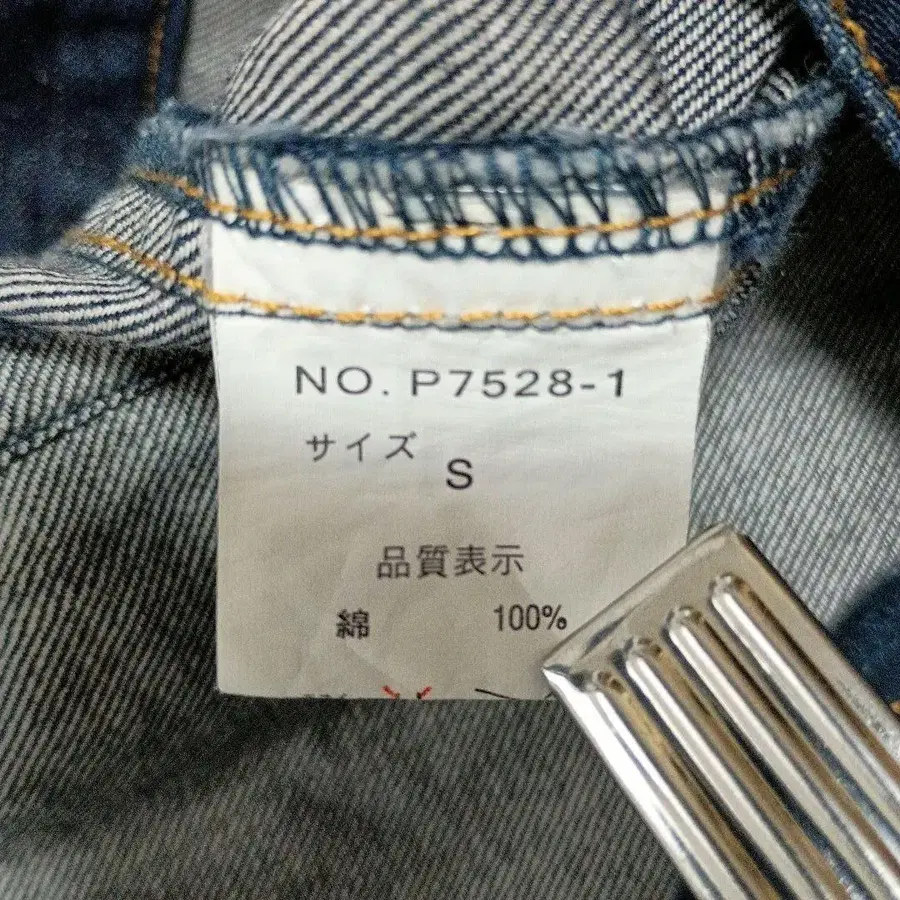 NO. P7528-1
サイズ
S
品質表示
綿 100%